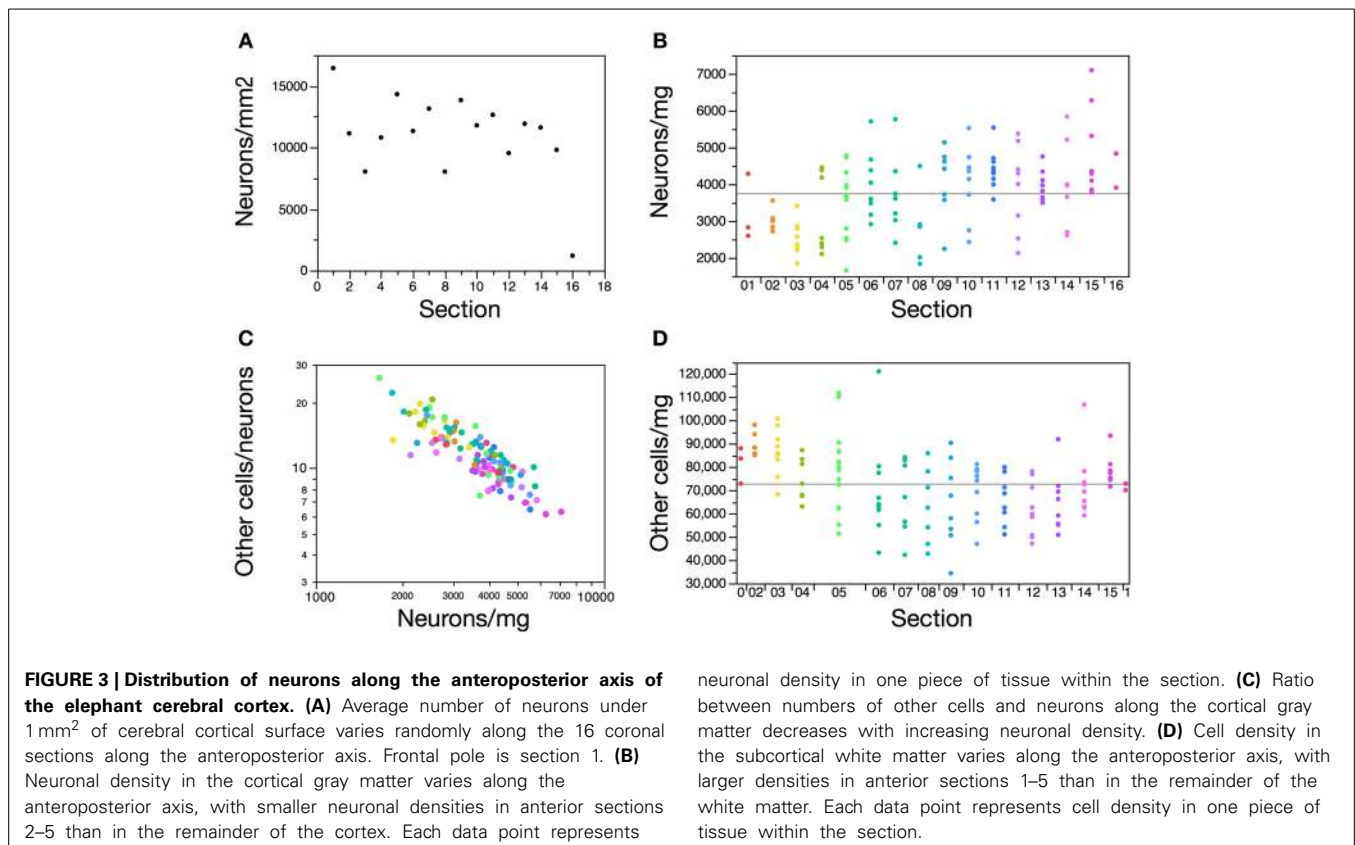 A
Neurons/mm2
15000
10000
5000
0
0 2 4 6 8 10 12 14 16 18
Section
B
Neurons/mg
7000
6000
5000
4000
3000
2000
01 02 03 04 05 06 07 08 09 10 11 12 13 14 15 16
Section
C
Other cells/neurons
30
20
10
8
7
6
5
4
3
1000 2000 3000 4000 5000 7000 10000
Neurons/mg
D
Other cells/mg
120,000
110,000
100,000
90,000
80,000
70,000
60,000
50,000
40,000
30,000
0 02 03 04 05 06 07 08 09 10 11 12 13 14 15 1
Section
FIGURE 3 | Distribution of neurons along the anteroposterior axis of
the elephant cerebral cortex. (A) Average number of neurons under
1 mm² of cerebral cortical surface varies randomly along the 16 coronal
sections along the anteroposterior axis. Frontal pole is section 1. (B)
Neuronal density in the cortical gray matter varies along the
anteroposterior axis, with smaller neuronal densities in anterior sections
2–5 than in the remainder of the cortex. Each data point represents
neuronal density in one piece of tissue within the section. (C) Ratio
between numbers of other cells and neurons along the cortical gray
matter decreases with increasing neuronal density. (D) Cell density in
the subcortical white matter varies along the anteroposterior axis, with
larger densities in anterior sections 1–5 than in the remainder of the
white matter. Each data point represents cell density in one piece of
tissue within the section.